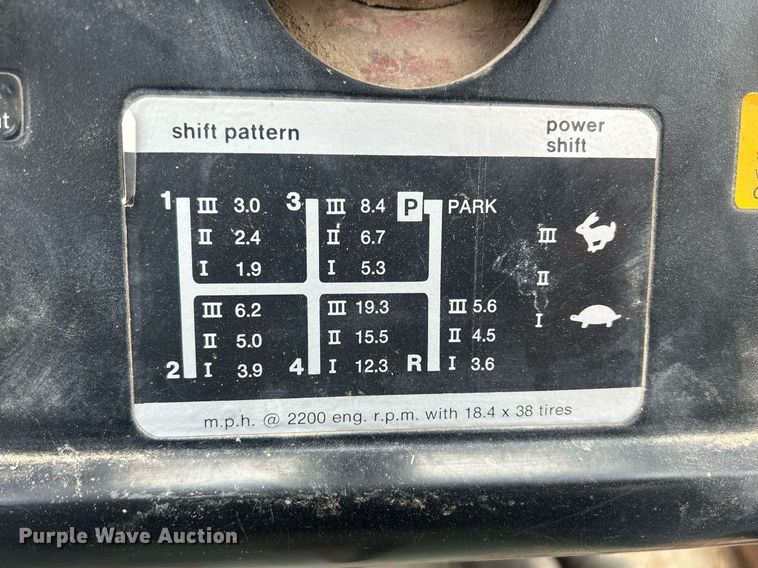 shift pattern power shift
1 III 3.0 3 III 8.4 P PARK
II 2.4 II 6.7 III
I 1.9 I 5.3 II
III 6.2 III 19.3 III 5.6 I
II 5.0 II 15.5 II 4.5
2 I 3.9 4 I 12.3 R I 3.6
m.p.h. @ 2200 eng. r.p.m. with 18.4 x 38 tires
Purple Wave Auction